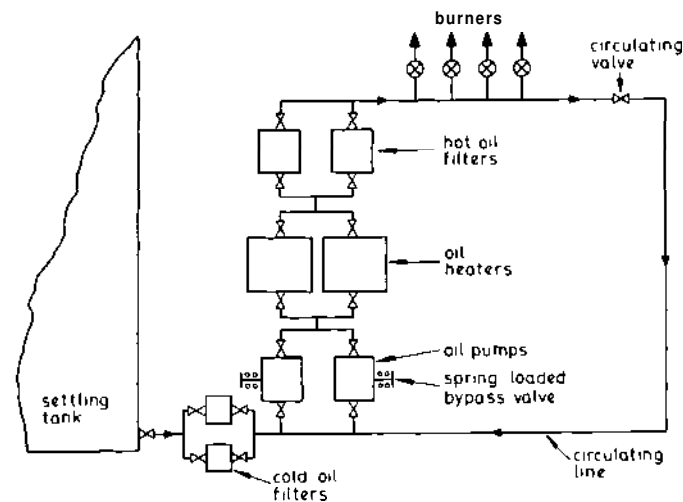 burners
circulating
valve
hot oil
filters
oil
heaters
oil pumps
spring loaded
bypass valve
settling
tank
cold oil
filters
circulating
line